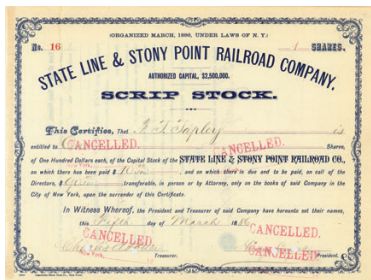 (ORGANIZED MARCH, 1886, UNDER LAWS OF N. Y.)
No. 16 1 SHARES.
STATE LINE & STONY POINT RAILROAD COMPANY.
AUTHORIZED CAPITAL, $2,500,000.
SCRIP STOCK.
This Certifies, That Tapley is
entitled to CANCELLED. CANCELLED. Shares,
of One Hundred Dollars each, of the Capital Stock of the STATE LINE & STONY POINT RAILROAD CO.,
on which there has been paid $ and on which there is due and to be paid, on call of the
Directors, $ transferable, in person or by Attorney, only on the books of said Company in the
City of New York, upon the surrender of this Certificate.
In Witness Whereof, the President and Treasurer of said Company have hereunto set their names,
this Fifth day of March 1886
CANCELLED. CANCELLED.
Treasurer. President.
CANCELLED.